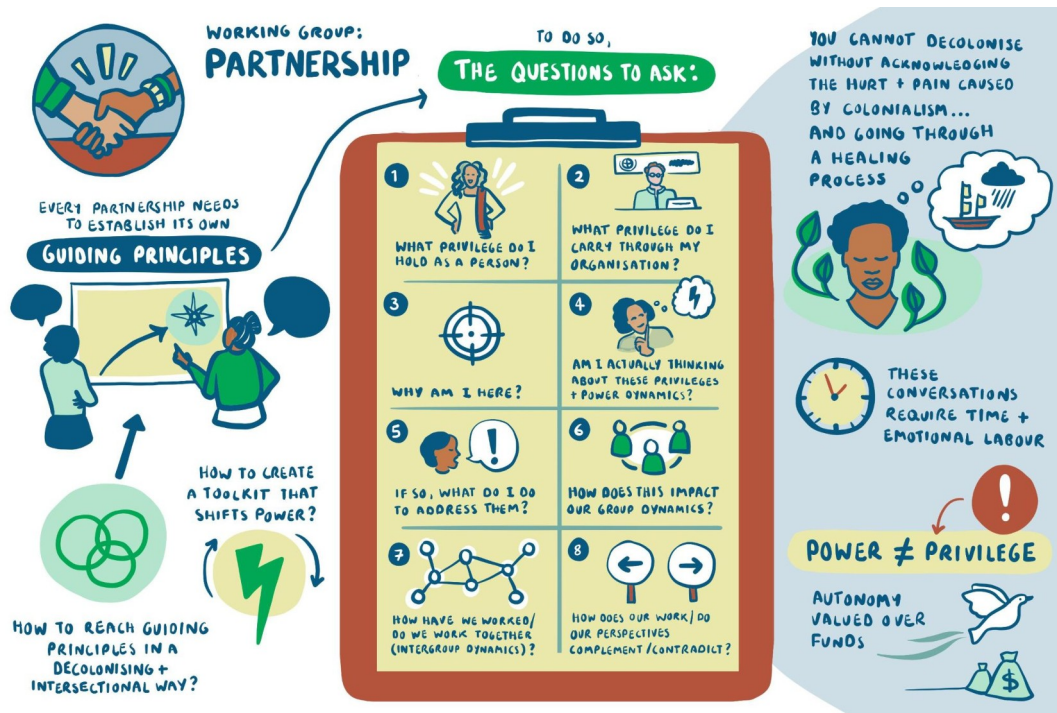 WORKING GROUP:
PARTNERSHIP
EVERY PARTNERSHIP NEEDS
TO ESTABLISH ITS OWN
GUIDING PRINCIPLES
HOW TO CREATE
A TOOLKIT THAT
SHIFTS POWER?
HOW TO REACH GUIDING
PRINCIPLES IN A
DECOLONISING +
INTERSECTIONAL WAY?
TO DO SO,
THE QUESTIONS TO ASK:
1
WHAT PRIVILEGE DO I
HOLD AS A PERSON?
2
WHAT PRIVILEGE DO I
CARRY THROUGH MY
ORGANISATION?
3
WHY AM I HERE?
4
AM I ACTUALLY THINKING
ABOUT THESE PRIVILEGES
+ POWER DYNAMICS?
5
!
IF SO, WHAT DO I DO
TO ADDRESS THEM?
6
HOW DOES THIS IMPACT
OUR GROUP DYNAMICS?
7
HOW HAVE WE WORKED/
DO WE WORK TOGETHER
(INTERGROUP DYNAMICS)?
8
HOW DOES OUR WORK/DO
OUR PERSPECTIVES
COMPLEMENT/CONTRADICT?
YOU CANNOT DECOLONISE
WITHOUT ACKNOWLEDGING
THE HURT + PAIN CAUSED
BY COLONIALISM...
AND GOING THROUGH
A HEALING
PROCESS
THESE
CONVERSATIONS
REQUIRE TIME +
EMOTIONAL LABOUR
!
POWER ≠ PRIVILEGE
AUTONOMY
VALUED OVER
FUNDS
$